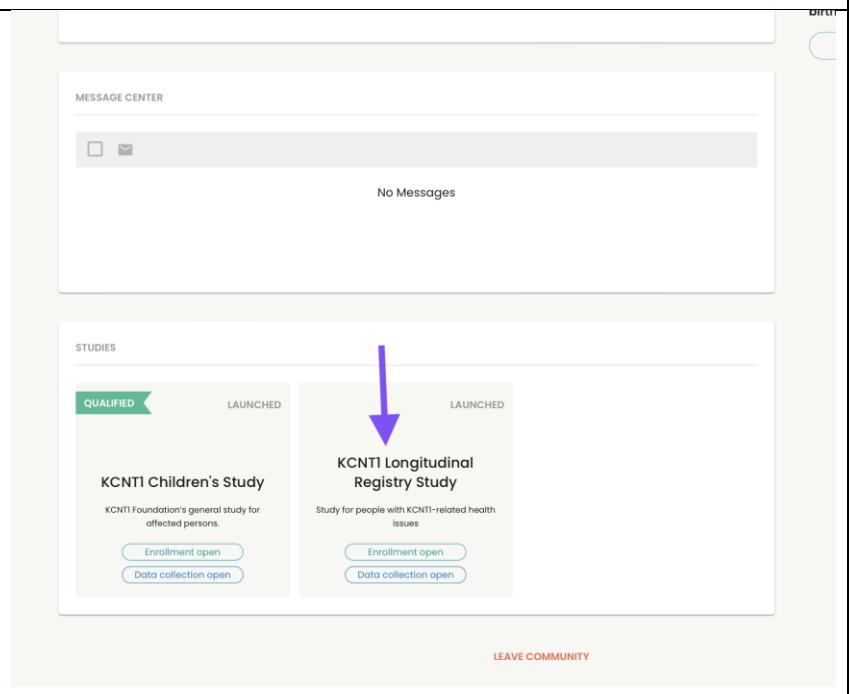 birth
MESSAGE CENTER
No Messages
STUDIES
QUALIFIED
LAUNCHED
KCNT1 Children's Study
KCNT1 Foundation's general study for
affected persons.
Enrollment open
Data collection open
LAUNCHED
KCNT1 Longitudinal
Registry Study
Study for people with KCNT1-related health
issues
Enrollment open
Data collection open
LEAVE COMMUNITY